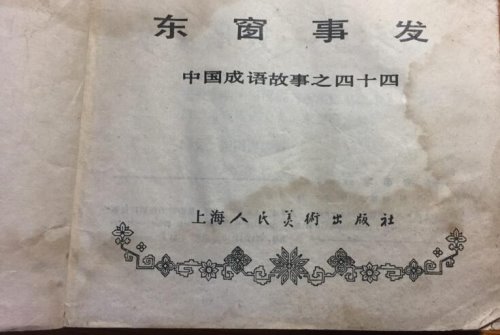 东窗事发
中国成语故事之四十四
上海人民美術出版社